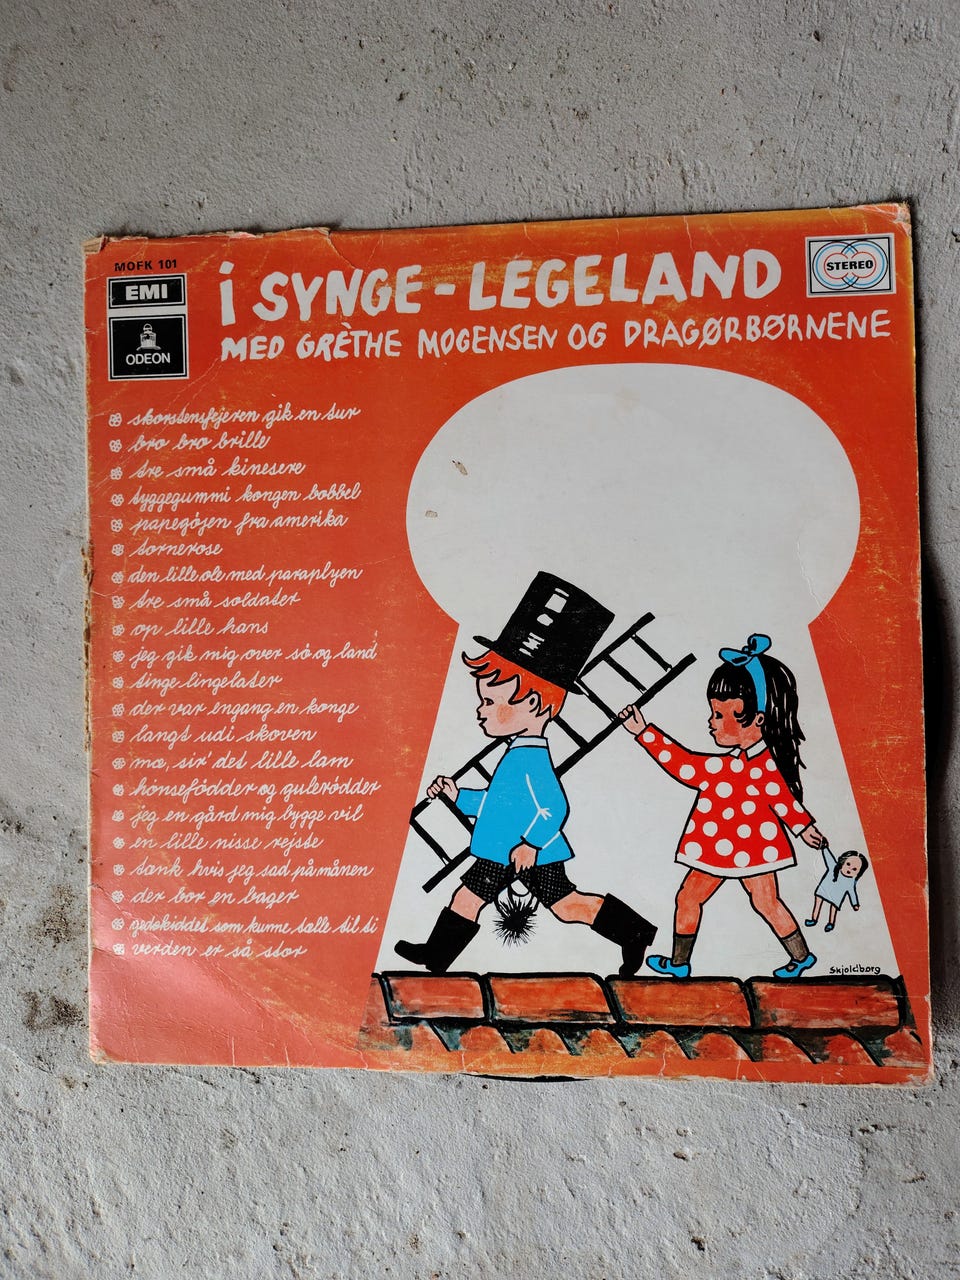 MOFK 101
EMI
ODEON
i SYNGE-LEGELAND
MED GRÈTHE MOGENSEN OG DRAGØRBØRNENE
STEREO
skorstensfejeren gik en tur
bro bro brille
tre små kinesere
tyggegummi kongen bobbel
papegøjen fra amerika
tornerose
den lille ole med paraplyen
tre små soldater
op lille hans
jeg gik mig over sø og land
tingelingelater
der var engang en konge
langt udi skoven
mæ, sir' det lille lam
hønsefødder og gulerødder
jeg en gård mig bygge vil
en lille nisse rejste
tænk hvis jeg sad på månen
der bor en bager
gedekiddet som kunne tælle til ti
verden er så stor
Skjoldborg